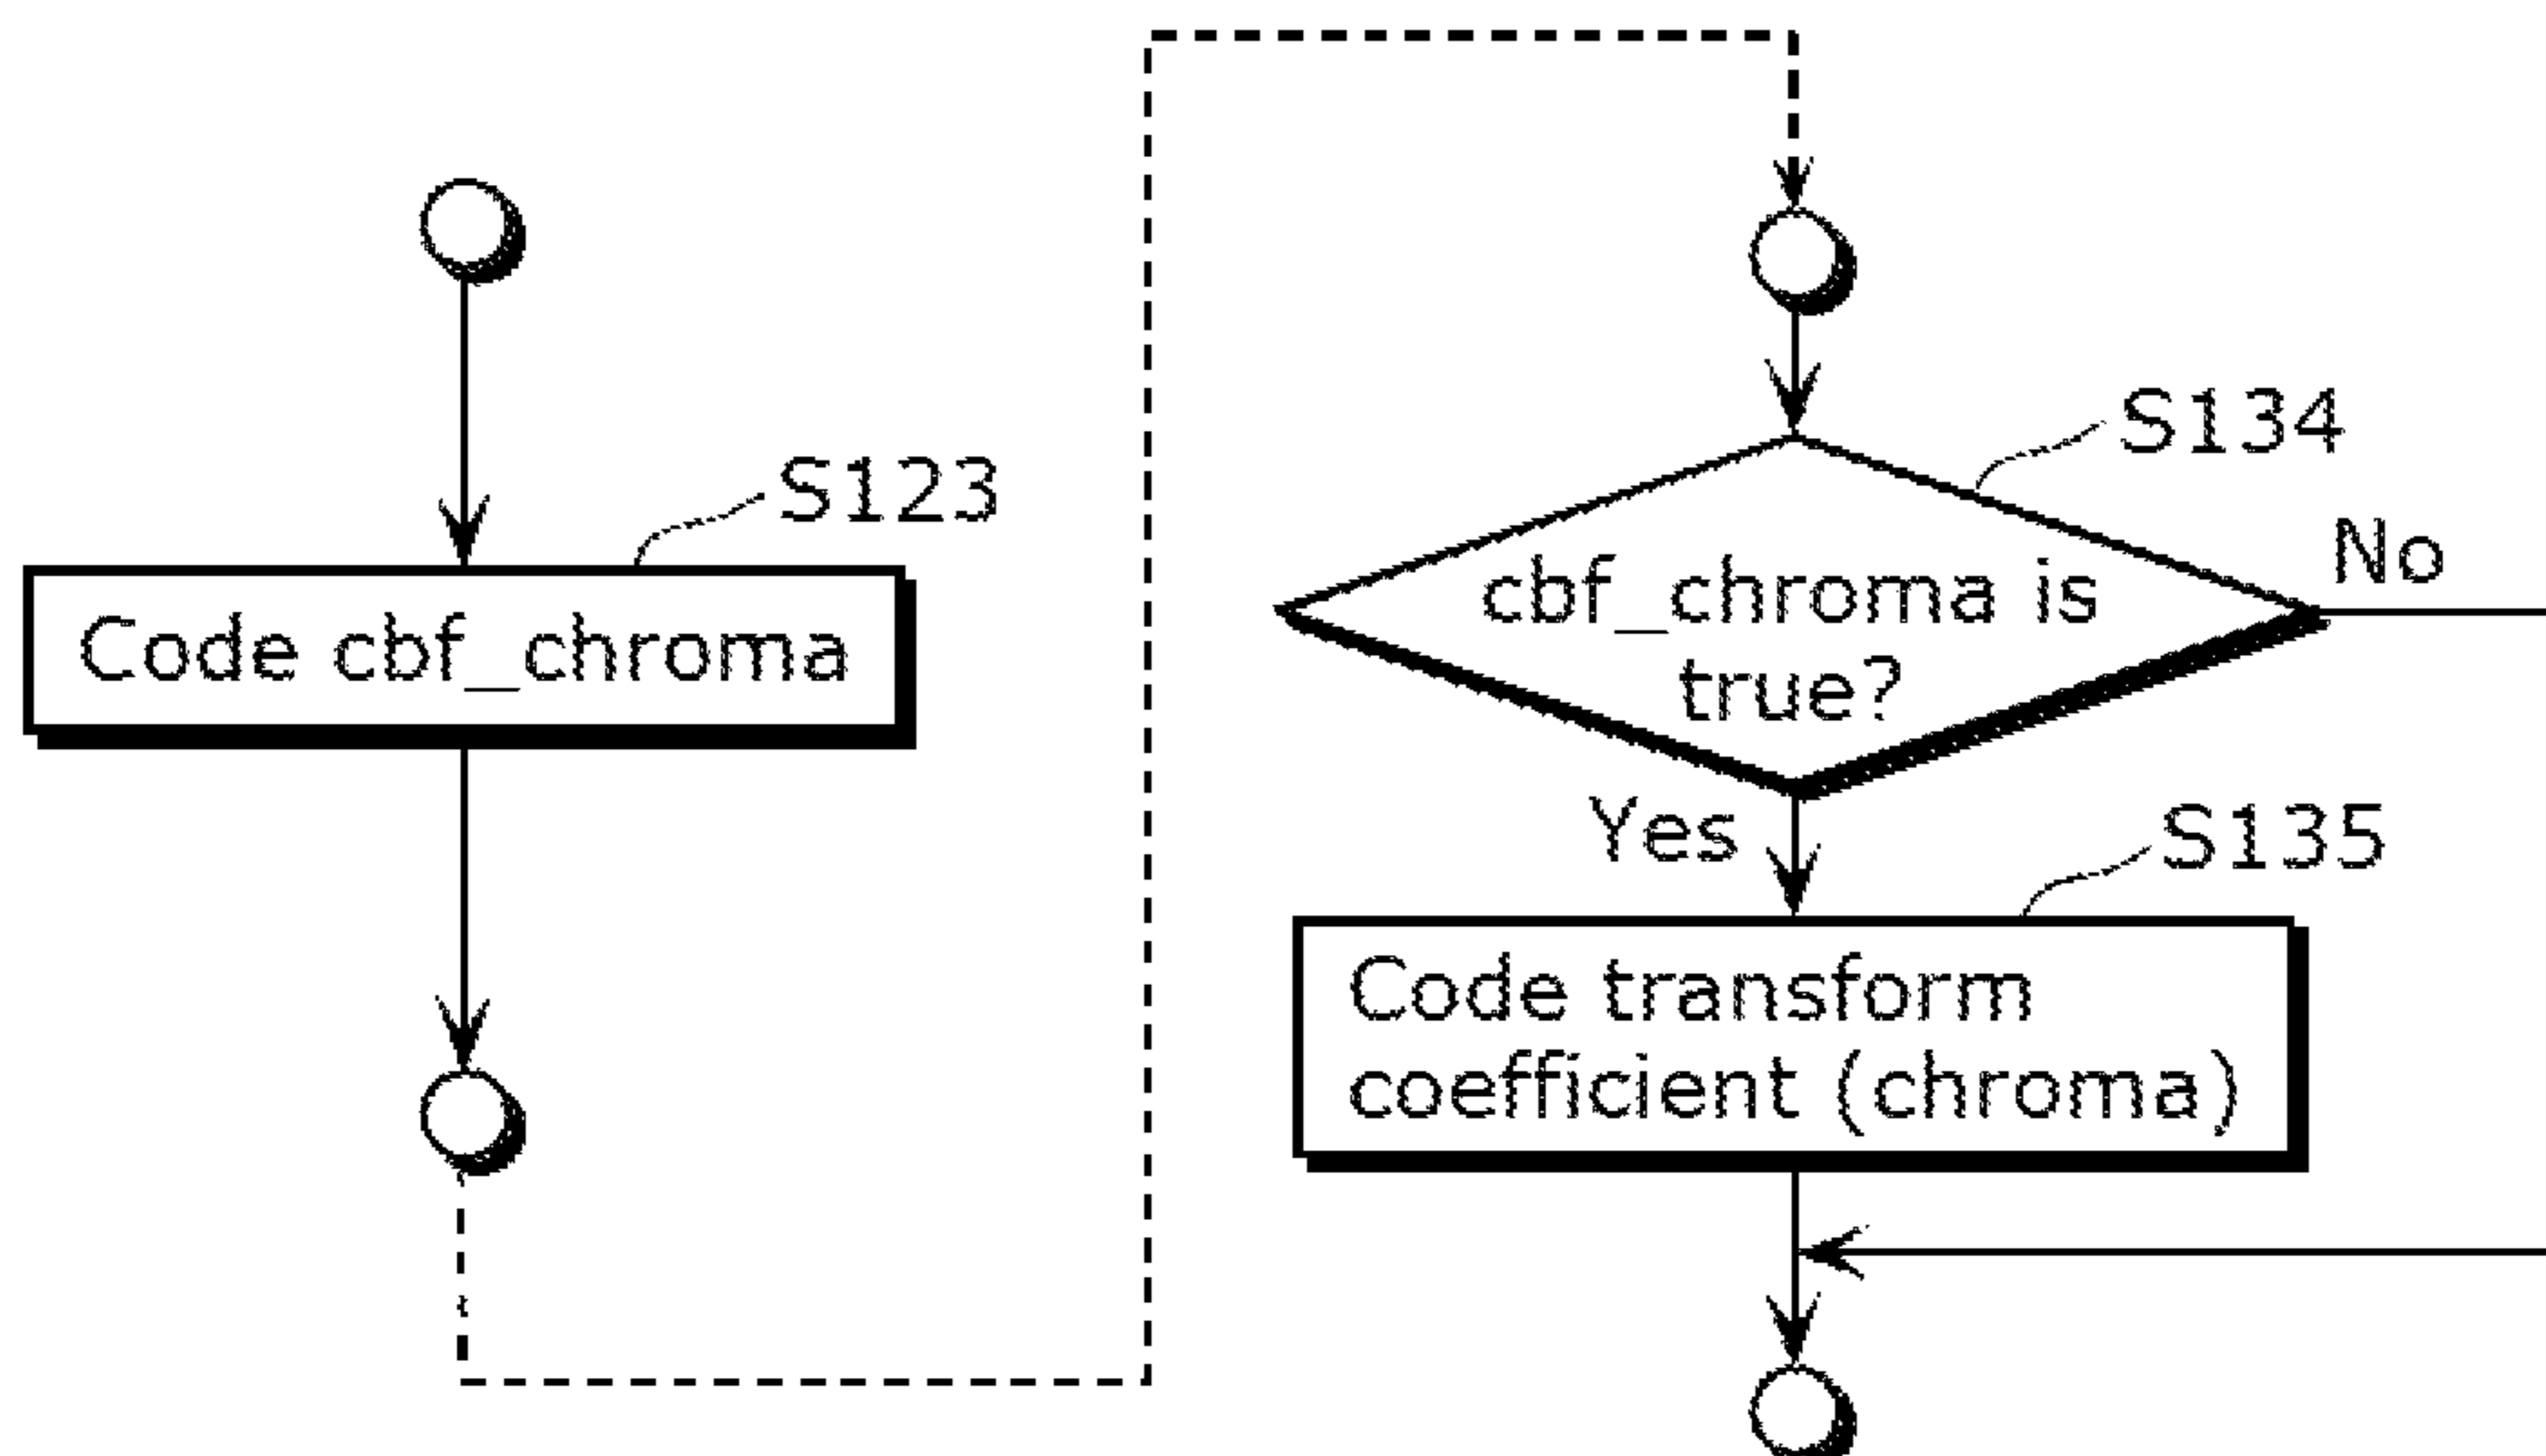 S123
Code cbf_chroma
S134
cbf_chroma is
true?
No
Yes
S135
Code transform
coefficient (chroma)